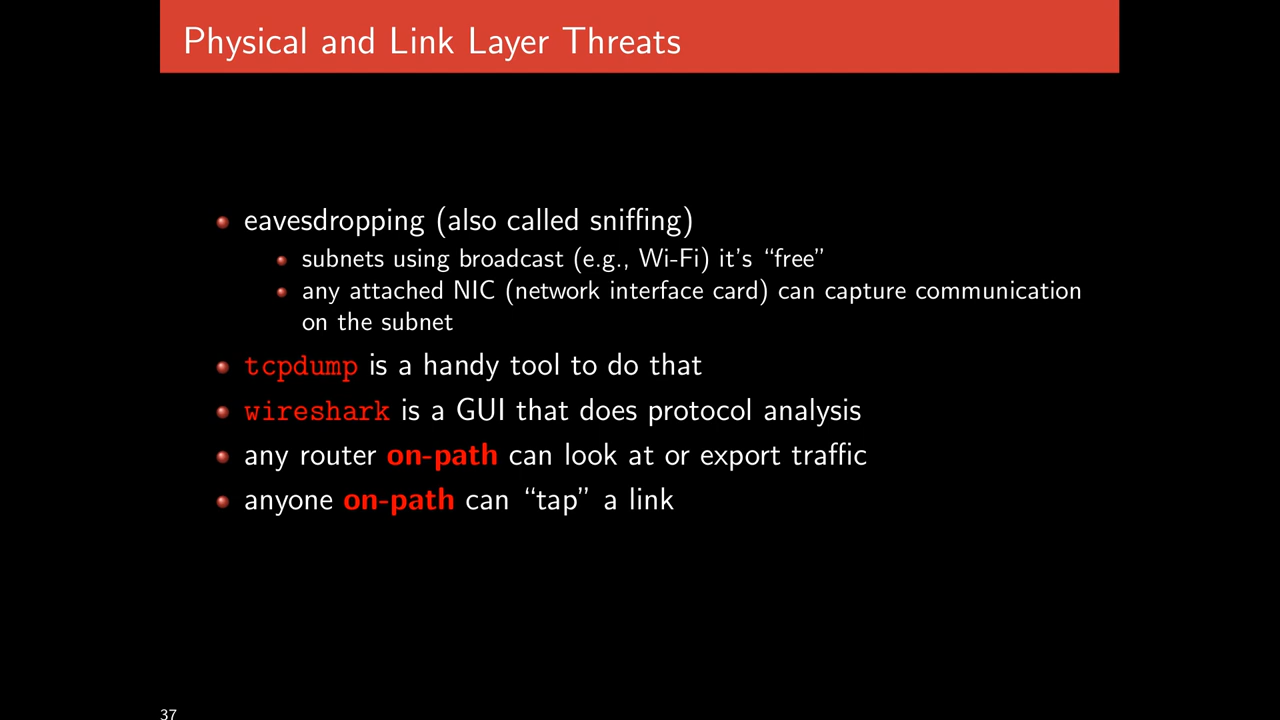 Physical and Link Layer Threats
eavesdropping (also called sniffing)
subnets using broadcast (e.g., Wi-Fi) it's “free”
any attached NIC (network interface card) can capture communication
on the subnet
tcpdump is a handy tool to do that
wireshark is a GUI that does protocol analysis
any router on-path can look at or export traffic
anyone on-path can “tap” a link
37